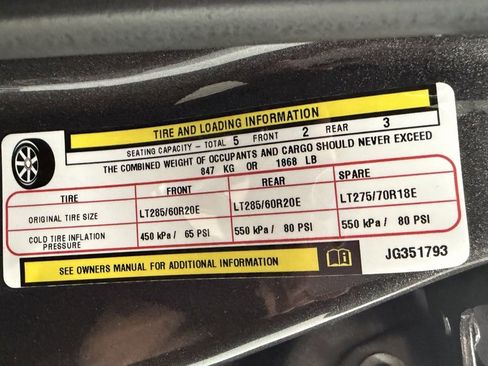 TIRE AND LOADING INFORMATION
SEATING CAPACITY - TOTAL 5 FRONT 2 REAR 3
THE COMBINED WEIGHT OF OCCUPANTS AND CARGO SHOULD NEVER EXCEED
847 KG OR 1868 LB
TIRE FRONT REAR SPARE
ORIGINAL TIRE SIZE LT285/60R20E LT285/60R20E LT275/70R18E
COLD TIRE INFLATION PRESSURE 450 kPa / 65 PSI 550 kPa / 80 PSI 550 kPa / 80 PSI
SEE OWNERS MANUAL FOR ADDITIONAL INFORMATION JG351793